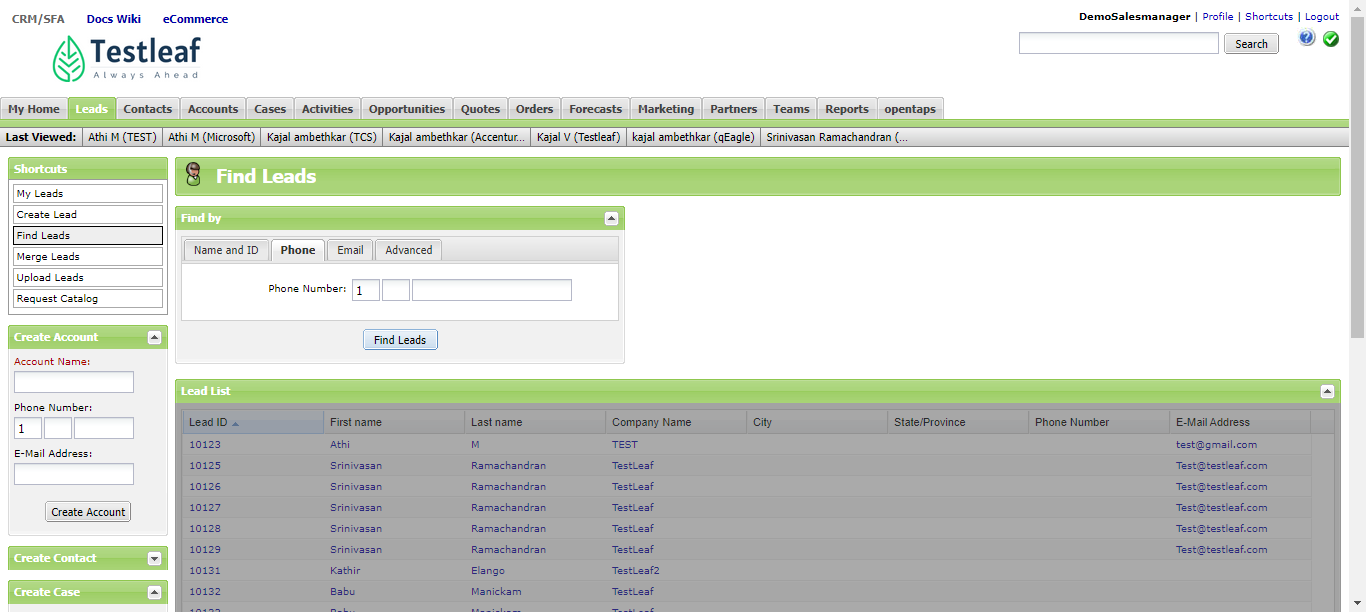 CRM/SFA Docs Wiki eCommerce
DemoSalesmanager | Profile | Shortcuts | Logout
Testleaf
Always Ahead
Search
My Home Leads Contacts Accounts Cases Activities Opportunities Quotes Orders Forecasts Marketing Partners Teams Reports opentaps
Last Viewed: Athi M (TEST) Athi M (Microsoft) Kajal ambethkar (TCS) Kajal ambethkar (Accentur... Kajal V (Testleaf) kajal ambethkar (qEagle) Srinivasan Ramachandran (...
Shortcuts
My Leads
Create Lead
Find Leads
Merge Leads
Upload Leads
Request Catalog
Create Account
Account Name:
Phone Number:
1
E-Mail Address:
Create Account
Create Contact
Create Case
Find Leads
Find by
Name and ID Phone Email Advanced
Phone Number: 1
Find Leads
Lead List
Lead ID First name Last name Company Name City State/Province Phone Number E-Mail Address
10123 Athi M TEST test@gmail.com
10125 Srinivasan Ramachandran TestLeaf Test@testleaf.com
10126 Srinivasan Ramachandran TestLeaf Test@testleaf.com
10127 Srinivasan Ramachandran TestLeaf Test@testleaf.com
10128 Srinivasan Ramachandran TestLeaf Test@testleaf.com
10129 Srinivasan Ramachandran TestLeaf Test@testleaf.com
10131 Kathir Elango TestLeaf2
10132 Babu Manickam TestLeaf